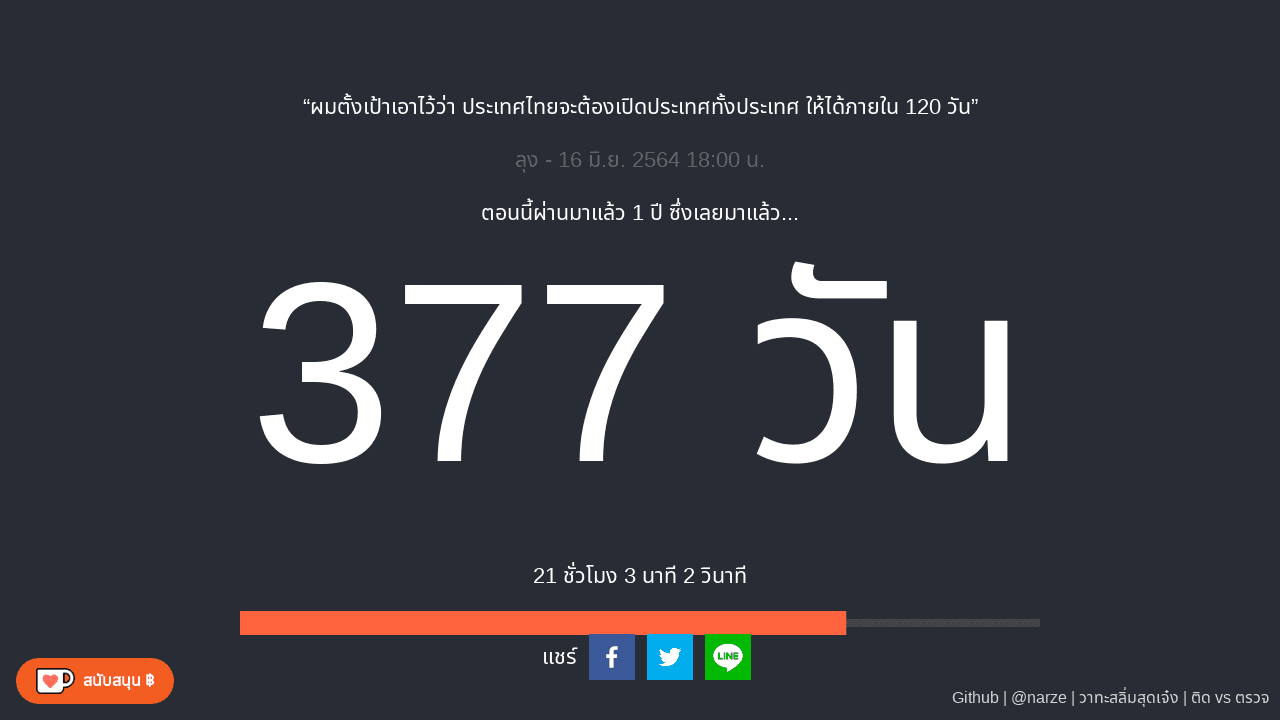 “ผมตั้งเป้าเอาไว้ว่า ประเทศไทยจะต้องเปิดประเทศทั้งประเทศ ให้ได้ภายใน 120 วัน”
ลุง - 16 มิ.ย. 2564 18:00 น.
ตอนนี้ผ่านมาแล้ว 1 ปี ซึ่งเลยมาแล้ว...
377 วัน
21 ชั่วโมง 3 นาที 2 วินาที
แชร์
LINE
สนับสนุน ฿
Github | @narze | วาทะสลิ่มสุดเจ๋ง | ติด vs ตรวจ